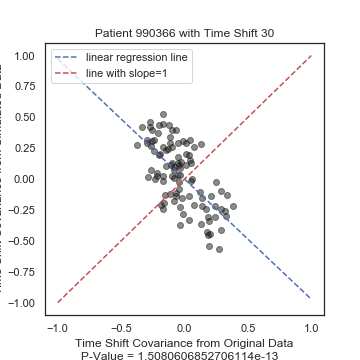 Patient 990366 with Time Shift 30
linear regression line
line with slope=1
1.00
0.75
0.50
0.25
0.00
−0.25
−0.50
−0.75
−1.00
−1.0 −0.5 0.0 0.5 1.0
Time Shift Covariance from Original Data
P-Value = 1.5080606852706114e-13